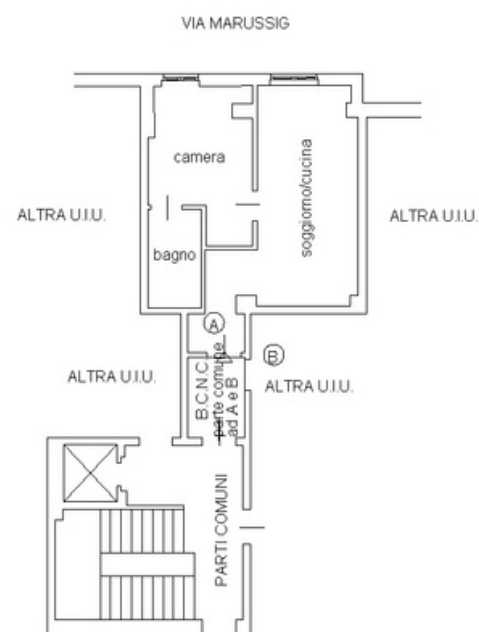 VIA MARUSSIG
camera
soggiorno/cucina
ALTRA U.I.U.
ALTRA U.I.U.
bagno
A
B
ALTRA U.I.U.
ALTRA U.I.U.
B.C.N.C.
parte comune
ad A e B
PARTI COMUNI